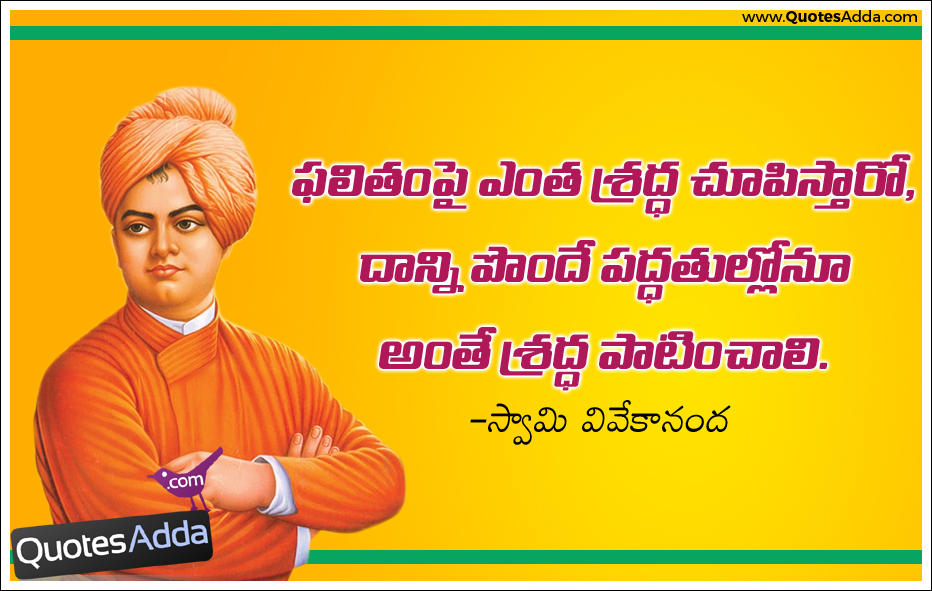 www.QuotesAdda.com
ఫలితంపై ఎంత శ్రద్ధ చూపిస్తారో,
దాన్ని పొందే పద్ధతుల్లోనూ
అంతే శ్రద్ధ పాటించాలి.
-స్వామి వివేకానంద
.com
QuotesAdda